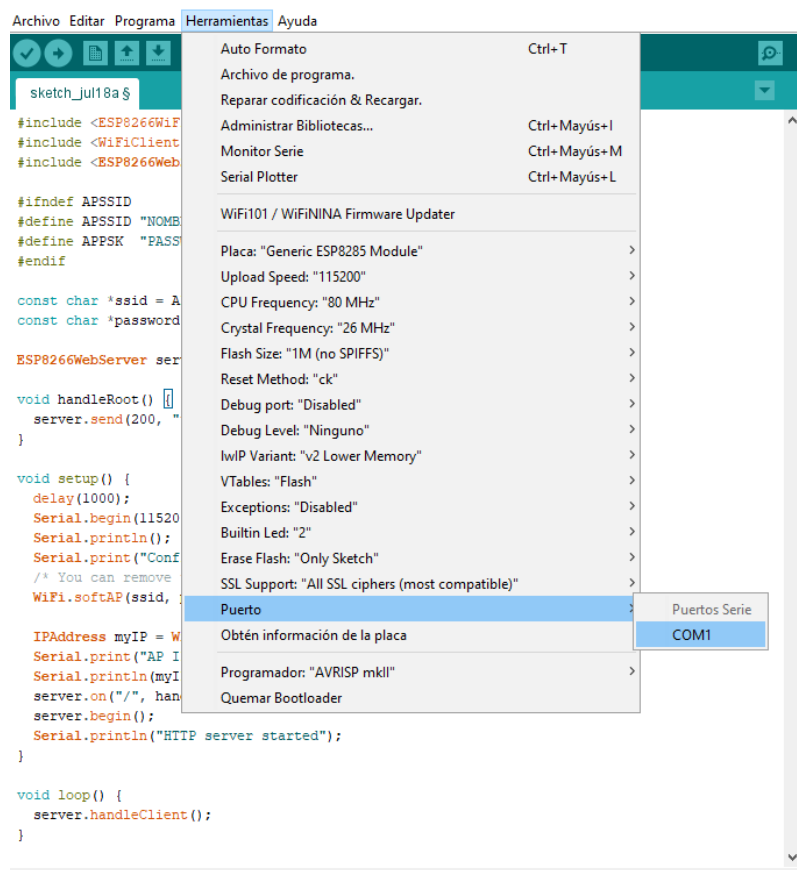 Archivo Editar Programa Herramientas Ayuda
sketch_jul18a §
#include <ESP8266WiF
#include <WiFiClient
#include <ESP8266Web
#ifndef APSSID
#define APSSID "NOMB
#define APPSK "PASS
#endif
const char *ssid = A
const char *password
ESP8266WebServer ser
void handleRoot() {
server.send(200, "
}
void setup() {
delay(1000);
Serial.begin(11520
Serial.println();
Serial.print("Conf
/* You can remove
WiFi.softAP(ssid,
IPAddress myIP = W
Serial.print("AP I
Serial.println(myI
server.on("/", han
server.begin();
Serial.println("HTTP server started");
}
void loop() {
server.handleClient();
}
Auto Formato Ctrl+T
Archivo de programa.
Reparar codificación & Recargar.
Administrar Bibliotecas... Ctrl+Mayús+I
Monitor Serie Ctrl+Mayús+M
Serial Plotter Ctrl+Mayús+L
WiFi101 / WiFiNINA Firmware Updater
Placa: "Generic ESP8285 Module"
Upload Speed: "115200"
CPU Frequency: "80 MHz"
Crystal Frequency: "26 MHz"
Flash Size: "1M (no SPIFFS)"
Reset Method: "ck"
Debug port: "Disabled"
Debug Level: "Ninguno"
IwIP Variant: "v2 Lower Memory"
VTables: "Flash"
Exceptions: "Disabled"
Builtin Led: "2"
Erase Flash: "Only Sketch"
SSL Support: "All SSL ciphers (most compatible)"
Puerto
Obtén información de la placa
Programador: "AVRISP mkII"
Quemar Bootloader
Puertos Serie
COM1